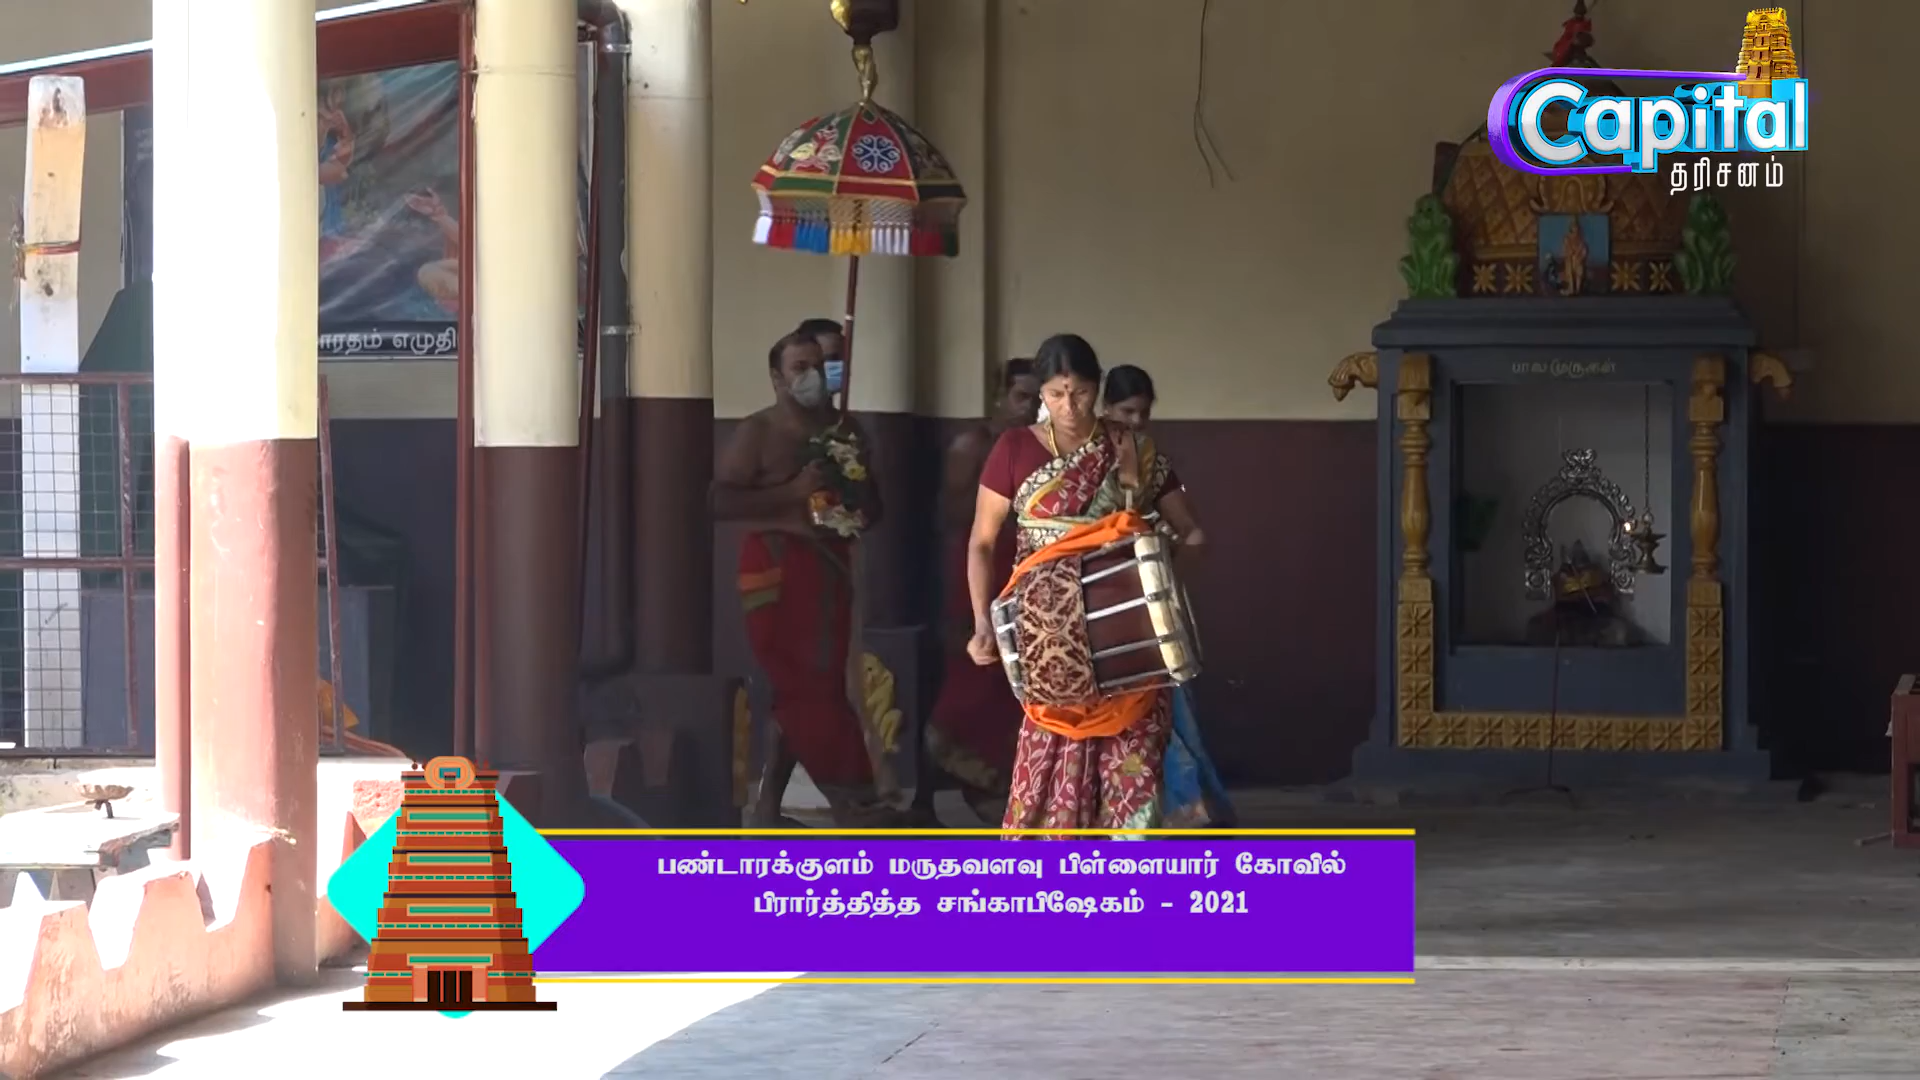 Capital
தரிசனம்
ாரதம் எழுதி
பாலமுருகன்
பண்டாரக்குளம் மருதவளவு பிள்ளையார் கோவில்
பிரார்த்தித்த சங்காபிஷேகம் - 2021